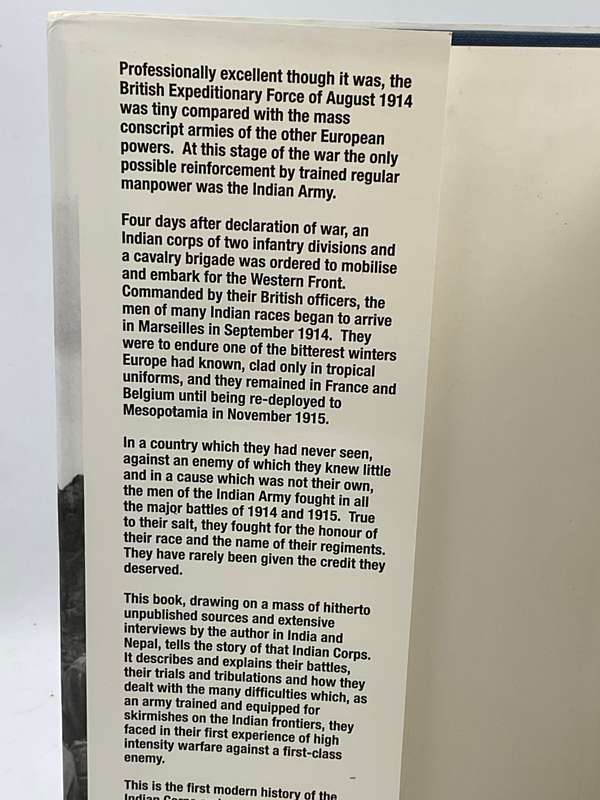 Professionally excellent though it was, the
British Expeditionary Force of August 1914
was tiny compared with the mass
conscript armies of the other European
powers. At this stage of the war the only
possible reinforcement by trained regular
manpower was the Indian Army.
Four days after declaration of war, an
Indian corps of two infantry divisions and
a cavalry brigade was ordered to mobilise
and embark for the Western Front.
Commanded by their British officers, the
men of many Indian races began to arrive
in Marseilles in September 1914. They
were to endure one of the bitterest winters
Europe had known, clad only in tropical
uniforms, and they remained in France and
Belgium until being re-deployed to
Mesopotamia in November 1915.
In a country which they had never seen,
against an enemy of which they knew little
and in a cause which was not their own,
the men of the Indian Army fought in all
the major battles of 1914 and 1915. True
to their salt, they fought for the honour of
their race and the name of their regiments.
They have rarely been given the credit they
deserved.
This book, drawing on a mass of hitherto
unpublished sources and extensive
interviews by the author in India and
Nepal, tells the story of that Indian Corps.
It describes and explains their battles,
their trials and tribulations and how they
dealt with the many difficulties which, as
an army trained and equipped for
skirmishes on the Indian frontiers, they
faced in their first experience of high
intensity warfare against a first-class
enemy.
This is the first modern history of the
Indian Corps